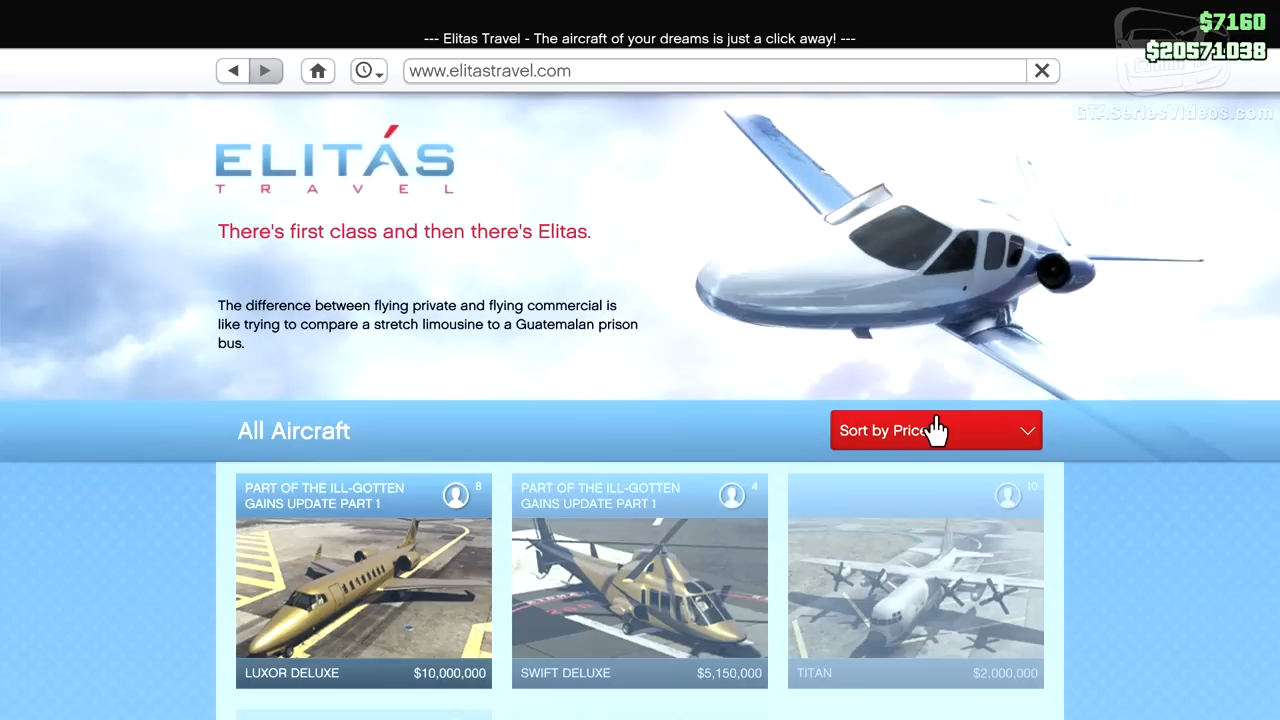 $7160
--- Elitas Travel - The aircraft of your dreams is just a click away! ---
$20571038
www.elitastravel.com
GTASeriesVideos.com
ELITÁS
TRAVEL
There's first class and then there's Elitas.
The difference between flying private and flying commercial is
like trying to compare a stretch limousine to a Guatemalan prison
bus.
All Aircraft
Sort by Price
PART OF THE ILL-GOTTEN
GAINS UPDATE PART 1
8
PART OF THE ILL-GOTTEN
GAINS UPDATE PART 1
4
10
LUXOR DELUXE $10,000,000
SWIFT DELUXE $5,150,000
TITAN $2,000,000